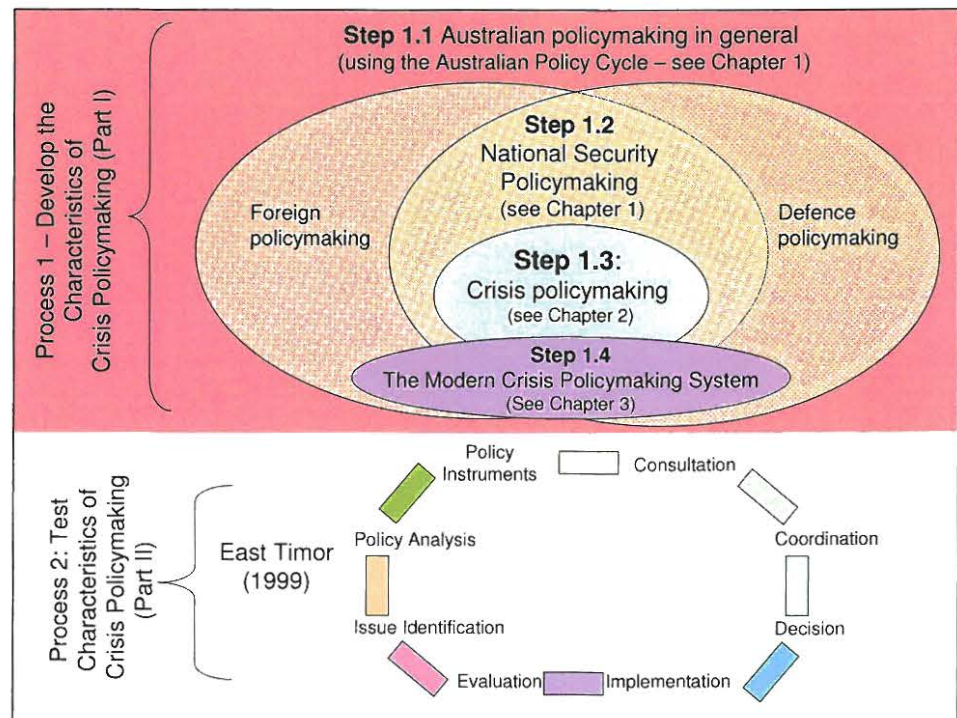 Process 1 – Develop the
Characteristics of
Crisis Policymaking (Part I)
Step 1.1 Australian policymaking in general
(using the Australian Policy Cycle – see Chapter 1)
Step 1.2
National Security
Policymaking
(see Chapter 1)
Foreign
policymaking
Defence
policymaking
Step 1.3:
Crisis policymaking
(see Chapter 2)
Step 1.4
The Modern Crisis Policymaking System
(See Chapter 3)
Process 2: Test
Characteristics of
Crisis Policymaking
(Part II)
East Timor
(1999)
Policy
Instruments
Consultation
Policy Analysis
Coordination
Issue Identification
Decision
Evaluation
Implementation